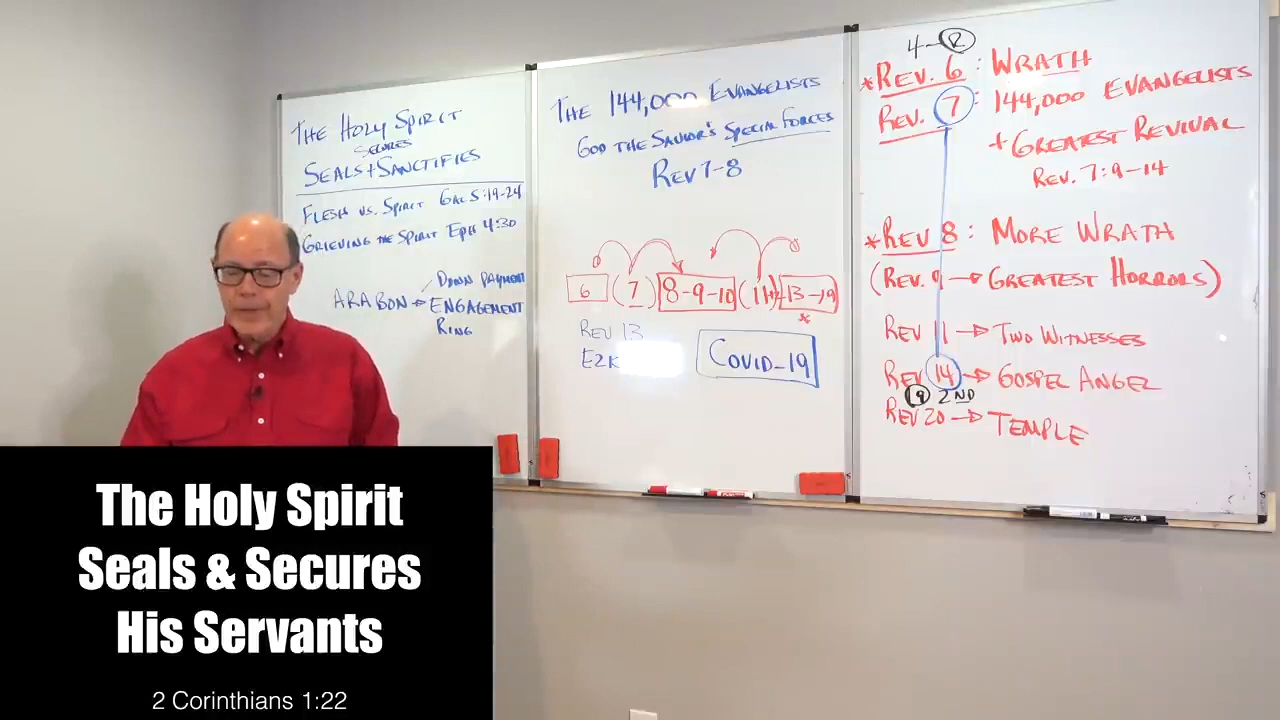 THE HOLY SPIRIT
SECURES
SEALS + SANCTIFIES
FLESH VS. SPIRIT GAL 5:19-24
GRIEVING THE SPIRIT EPH 4:30
DOWN PAYMENT
ARABON ENGAGEMENT
RING
THE 144,000 EVANGELISTS
GOD THE SAVIOR'S SPECIAL FORCES
REV 7-8
6 (7) 8-9-10 (11) 13-19
*
REV 13
EZK
COVID-19
4 R
*REV. 6: WRATH
REV. 7: 144,000 EVANGELISTS
+ GREATEST REVIVAL
REV. 7:9-14
*REV 8: MORE WRATH
(REV. 9 → GREATEST HORRORS)
REV 11 → TWO WITNESSES
REV 14 → GOSPEL ANGEL
9 2ND
REV 20 → TEMPLE
The Holy Spirit
Seals & Secures
His Servants
2 Corinthians 1:22